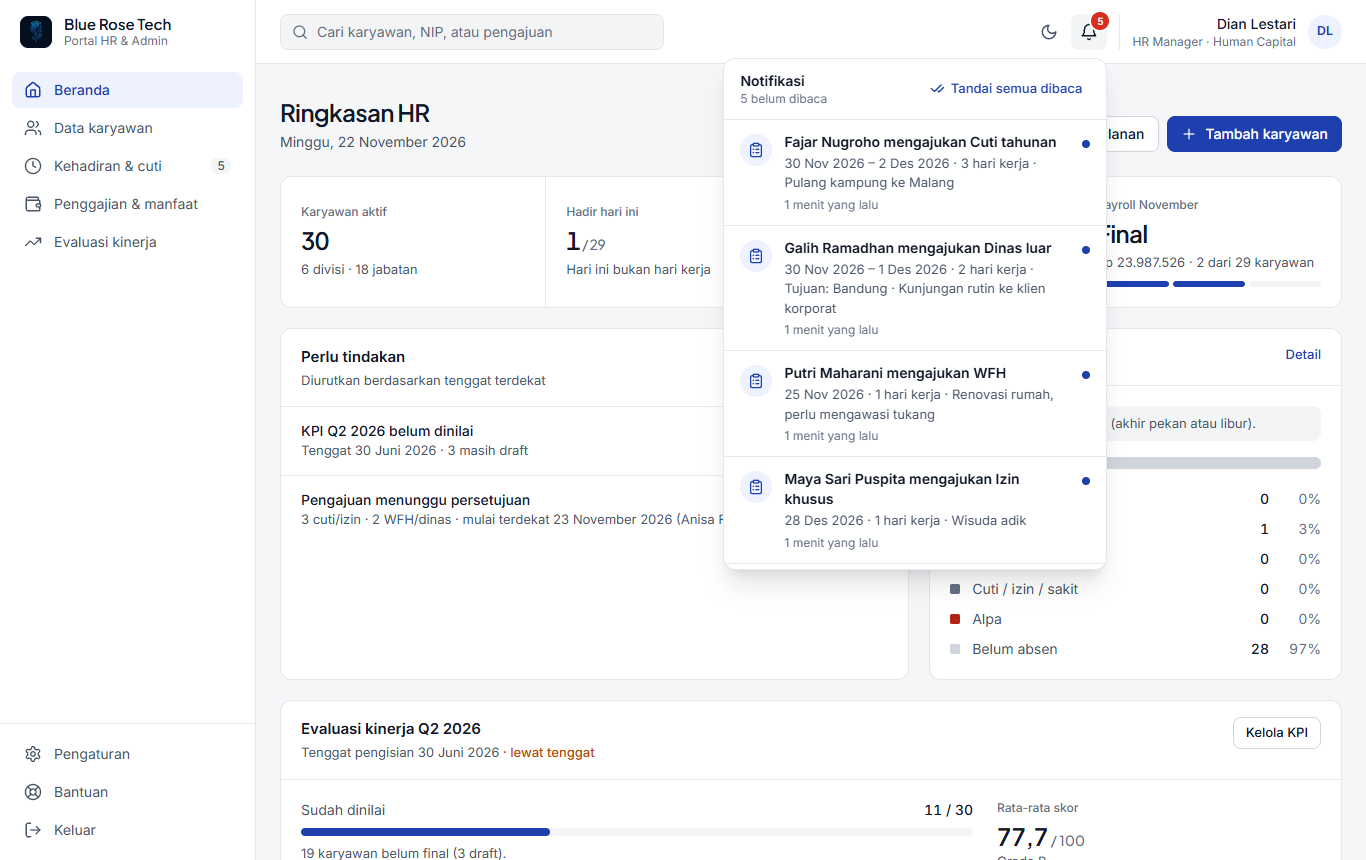 Blue Rose Tech
Portal HR & Admin
Beranda
Data karyawan
Kehadiran & cuti 5
Penggajian & manfaat
Evaluasi kinerja
Pengaturan
Bantuan
Keluar
Cari karyawan, NIP, atau pengajuan
5
Dian Lestari
HR Manager · Human Capital
DL
Ringkasan HR
Minggu, 22 November 2026
Tambah karyawan
Karyawan aktif
30
6 divisi · 18 jabatan
Hadir hari ini
1/29
Hari ini bukan hari kerja
November
23.987.526 · 2 dari 29 karyawan
Notifikasi
5 belum dibaca
Tandai semua dibaca
Fajar Nugroho mengajukan Cuti tahunan
30 Nov 2026 – 2 Des 2026 · 3 hari kerja ·
Pulang kampung ke Malang
1 menit yang lalu
Galih Ramadhan mengajukan Dinas luar
30 Nov 2026 – 1 Des 2026 · 2 hari kerja ·
Tujuan: Bandung · Kunjungan rutin ke klien
korporat
1 menit yang lalu
Putri Maharani mengajukan WFH
25 Nov 2026 · 1 hari kerja · Renovasi rumah,
perlu mengawasi tukang
1 menit yang lalu
Maya Sari Puspita mengajukan Izin
khusus
28 Des 2026 · 1 hari kerja · Wisuda adik
1 menit yang lalu
Perlu tindakan
Diurutkan berdasarkan tenggat terdekat
KPI Q2 2026 belum dinilai
Tenggat 30 Juni 2026 · 3 masih draft
Pengajuan menunggu persetujuan
3 cuti/izin · 2 WFH/dinas · mulai terdekat 23 November 2026 (Anisa
Detail
(akhir pekan atau libur).
0 0%
1 3%
0 0%
Cuti / izin / sakit 0 0%
Alpa 0 0%
Belum absen 28 97%
Evaluasi kinerja Q2 2026
Tenggat pengisian 30 Juni 2026 · lewat tenggat
Kelola KPI
Sudah dinilai 11 / 30
19 karyawan belum final (3 draft).
Rata-rata skor
77,7/100